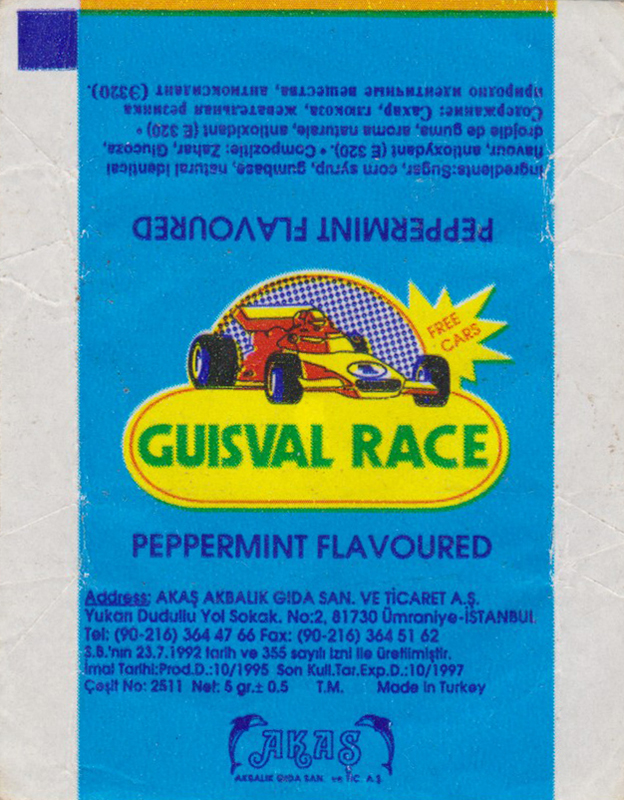 Ingredients:Sugar, corn syrup, gumbase, natural identical
flavour, antioxydant (E 320). * Compozitie: Zahar, Glucoza,
drojdie de guma, aroma naturale, antioxidant (E 320) *
Содержание: Сахар, глюкоза, жевательная резинка
природно идентичные вещества, антиоксидант (Э320).
PEPPERMINT FLAVOURED
FREE
CARS
GUISVAL RACE
PEPPERMINT FLAVOURED
Address: AKAŞ AKBALIK GIDA SAN. VE TİCARET A.Ş.
Yukarı Dudullu Yol Sokak. No:2, 81730 Ümraniye-İSTANBUL
Tel: (90-216) 364 47 66 Fax: (90-216) 364 51 62
S.B.'nın 23.7.1992 tarih ve 355 sayılı izni ile üretilmiştir.
İmal Tarihi:Prod.D.:10/1995 Son Kull.Tar.Exp.D.:10/1997
Çeşit No: 2511 Net: 5 gr.± 0.5 T.M. Made in Turkey
AKAŞ
AKBALIK GIDA SAN. ve TİC A.Ş.